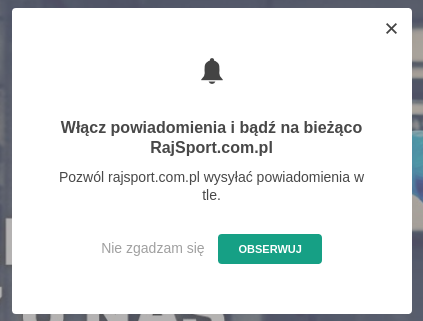 Włącz powiadomienia i bądź na bieżąco
RajSport.com.pl
Pozwól rajsport.com.pl wysyłać powiadomienia w
tle.
Nie zgadzam się
OBSERWUJ